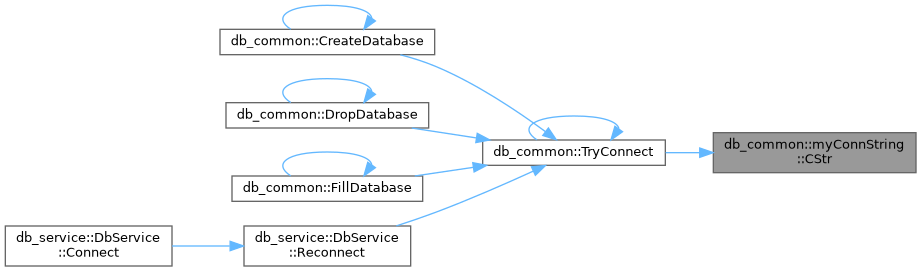 db_common::CreateDatabase
db_common::DropDatabase
db_common::TryConnect
db_common::myConnString
::CStr
db_common::FillDatabase
db_service::DbService
::Connect
db_service::DbService
::Reconnect